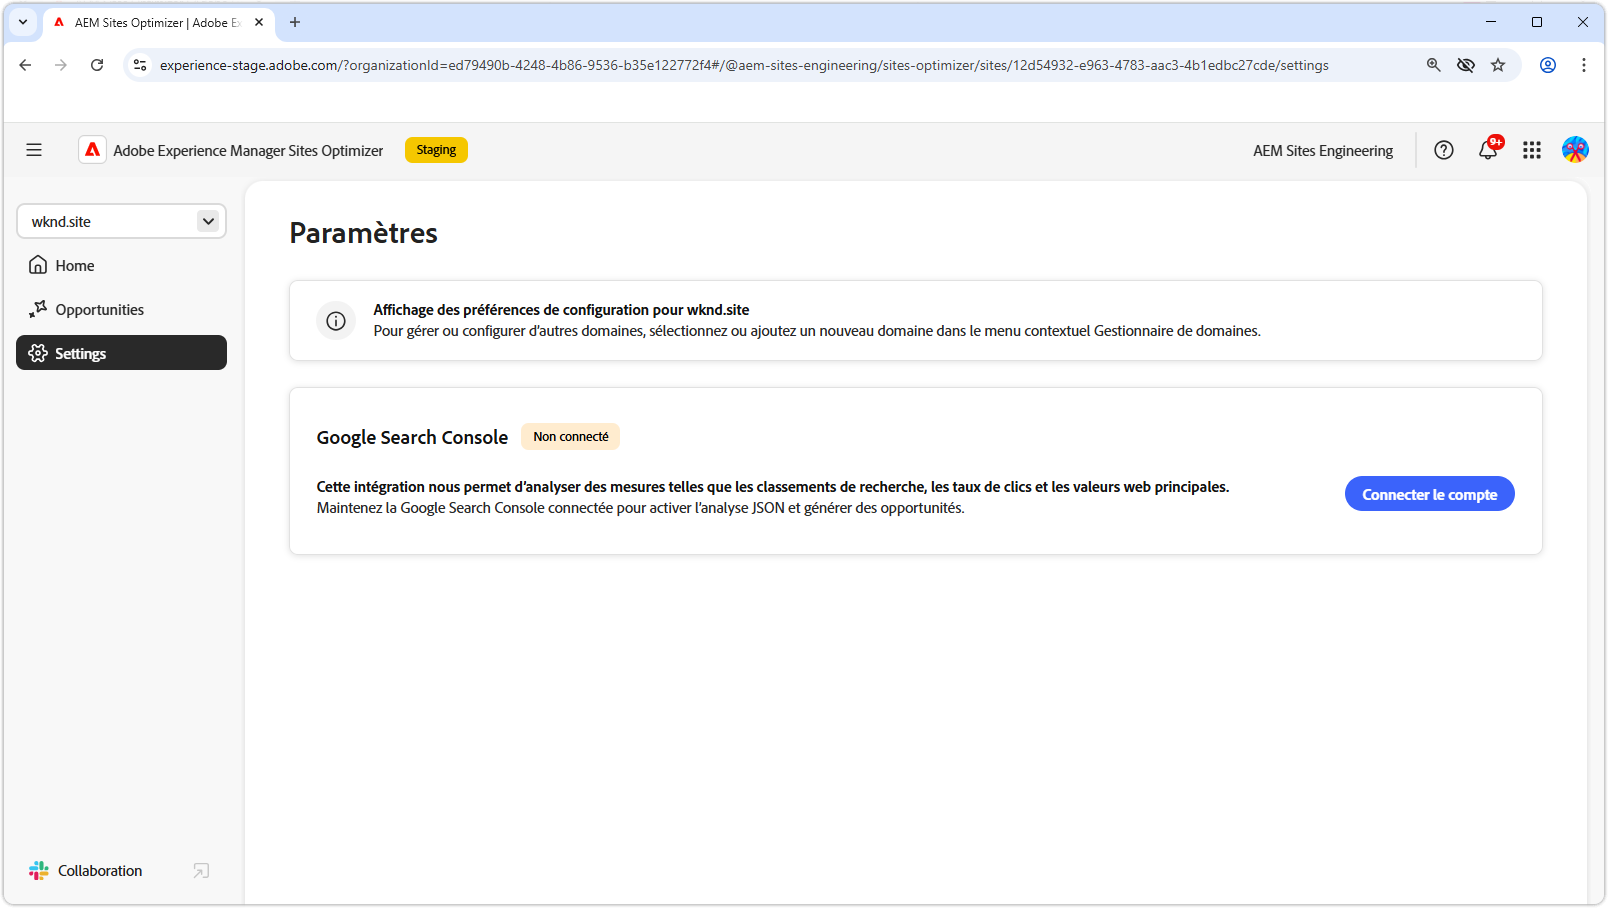 AEM Sites Optimizer | Adobe E
experience-stage.adobe.com/?organizationId=ed79490b-4248-4b86-9536-b35e122772f4#/@aem-sites-engineering/sites-optimizer/sites/12d54932-e963-4783-aac3-4b1edbc27cde/settings
Adobe Experience Manager Sites Optimizer
Staging
AEM Sites Engineering
9+
wknd.site
Home
Opportunities
Settings
Collaboration
Paramètres
Affichage des préférences de configuration pour wknd.site
Pour gérer ou configurer d’autres domaines, sélectionnez ou ajoutez un nouveau domaine dans le menu contextuel Gestionnaire de domaines.
Google Search Console
Non connecté
Cette intégration nous permet d’analyser des mesures telles que les classements de recherche, les taux de clics et les valeurs web principales.
Maintenez la Google Search Console connectée pour activer l’analyse JSON et générer des opportunités.
Connecter le compte